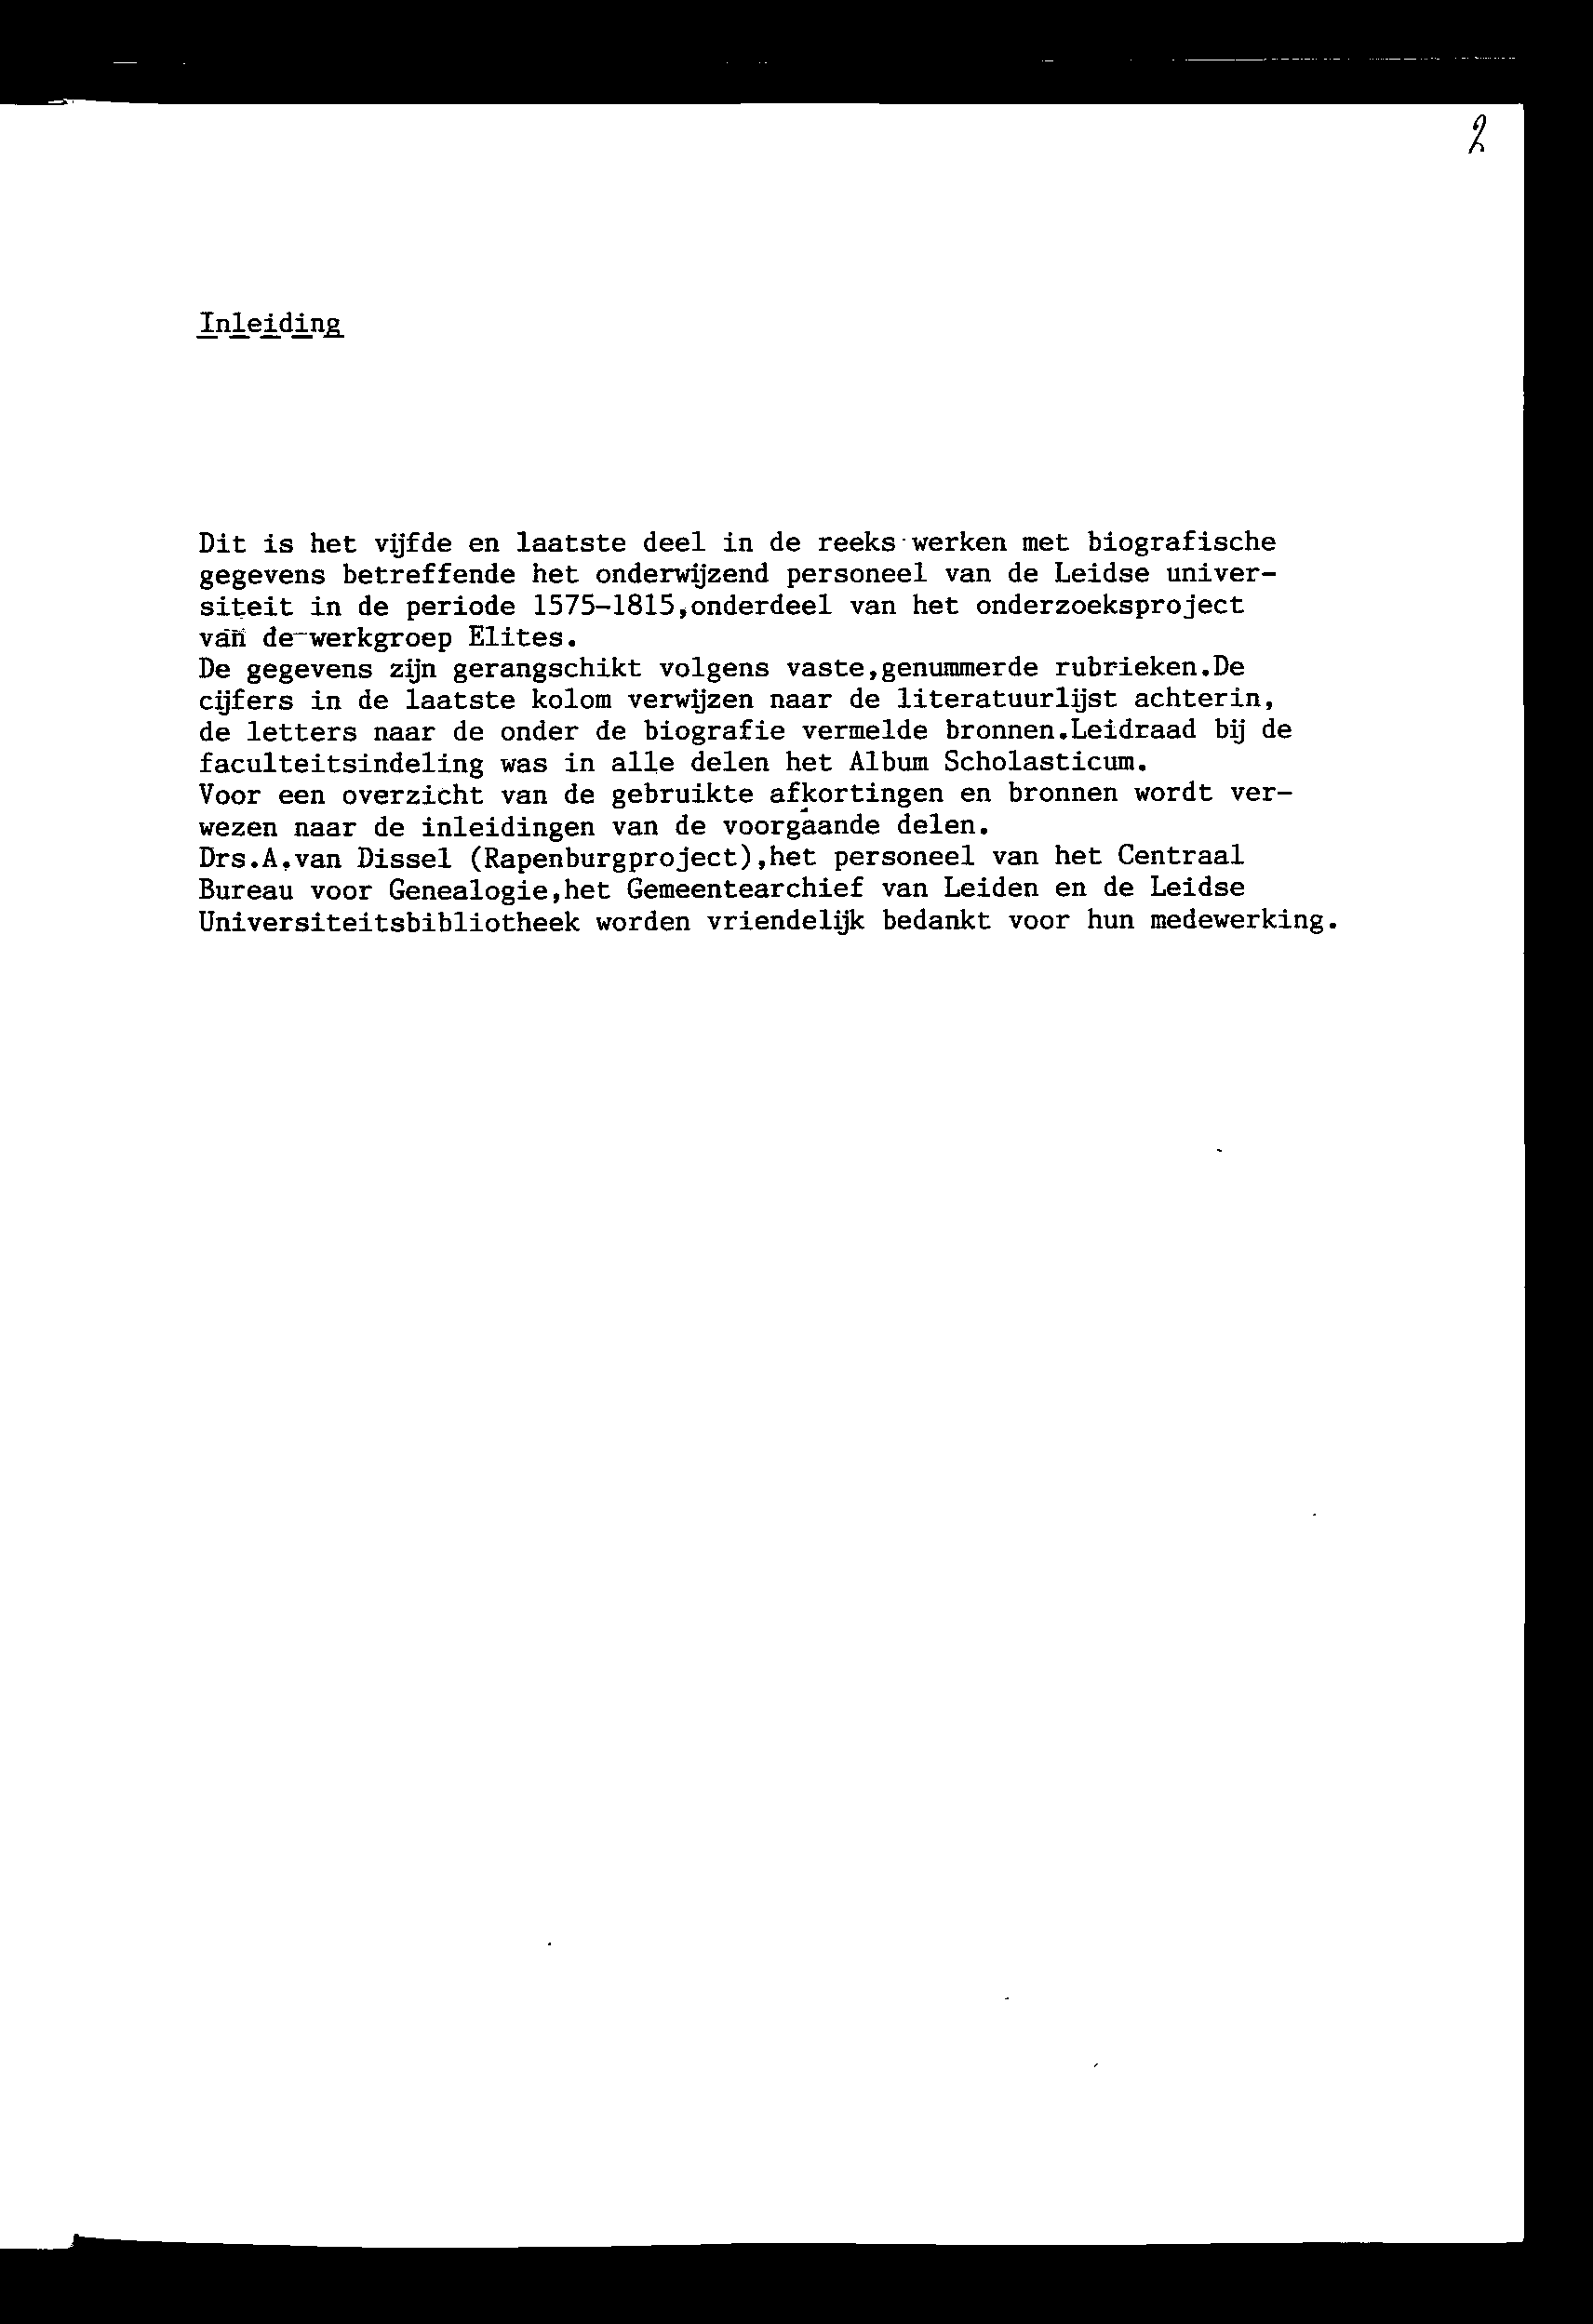 2
Inleiding
Dit is het vijfde en laatste deel in de reeks werken met biografische
gegevens betreffende het onderwijzend personeel van de Leidse univer-
siteit in de periode 1575-1815,onderdeel van het onderzoeksproject
van de werkgroep Elites.
De gegevens zijn gerangschikt volgens vaste,genummerde rubrieken.De
cijfers in de laatste kolom verwijzen naar de literatuurlijst achterin,
de letters naar de onder de biografie vermelde bronnen.Leidraad bij de
faculteitsindeling was in alle delen het Album Scholasticum.
Voor een overzicht van de gebruikte afkortingen en bronnen wordt ver-
wezen naar de inleidingen van de voorgaande delen.
Drs.A.van Dissel (Rapenburgproject),het personeel van het Centraal
Bureau voor Genealogie,het Gemeentearchief van Leiden en de Leidse
Universiteitsbibliotheek worden vriendelijk bedankt voor hun medewerking.